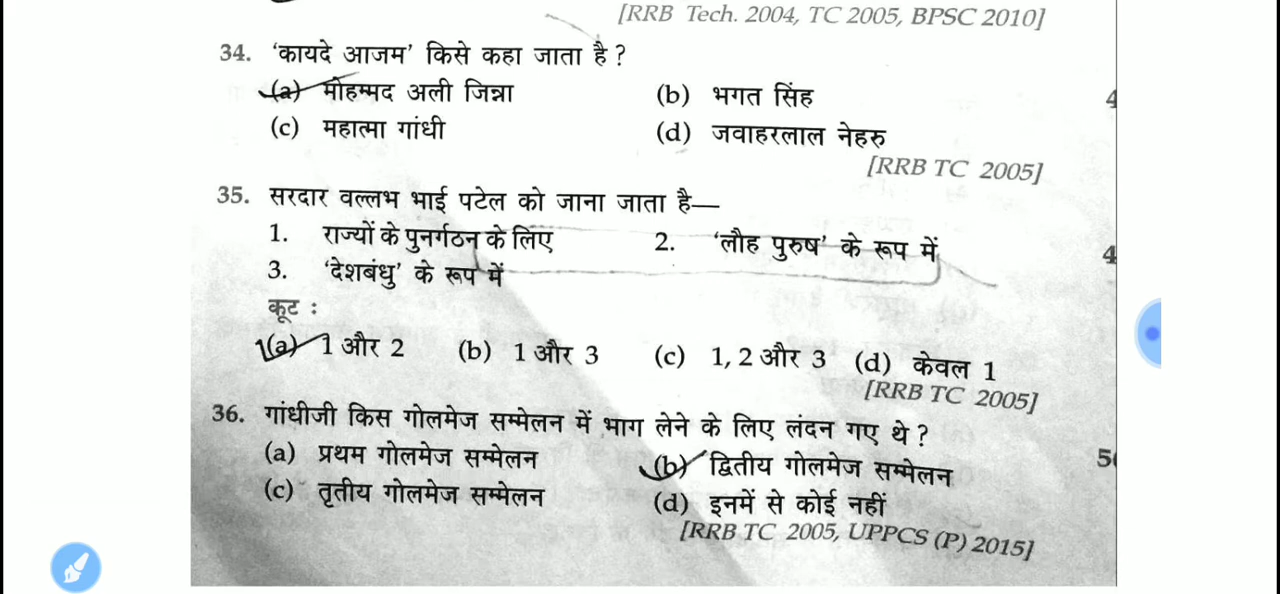 [RRB Tech. 2004, TC 2005, BPSC 2010]
34. 'कायदे आजम' किसे कहा जाता है ?
(a) मोहम्मद अली जिन्ना (b) भगत सिंह
(c) महात्मा गांधी (d) जवाहरलाल नेहरु
[RRB TC 2005]
35. सरदार वल्लभ भाई पटेल को जाना जाता है—
1. राज्यों के पुनर्गठन के लिए 2. 'लौह पुरुष' के रूप में
3. 'देशबंधु' के रूप में
कूट :
(a) 1 और 2 (b) 1 और 3 (c) 1, 2 और 3 (d) केवल 1
[RRB TC 2005]
36. गांधीजी किस गोलमेज सम्मेलन में भाग लेने के लिए लंदन गए थे ?
(a) प्रथम गोलमेज सम्मेलन (b) द्वितीय गोलमेज सम्मेलन
(c) तृतीय गोलमेज सम्मेलन (d) इनमें से कोई नहीं
[RRB TC 2005, UPPCS (P) 2015]